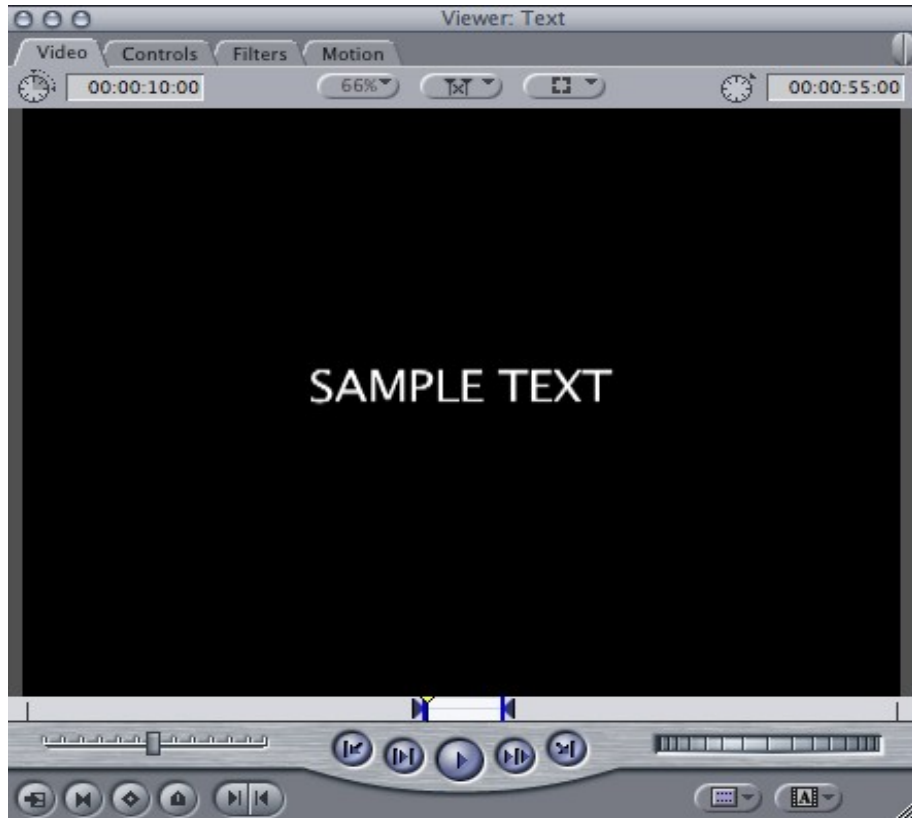 Viewer: Text
Video Controls Filters Motion
00:00:10:00 66% 00:00:55:00
SAMPLE TEXT
A